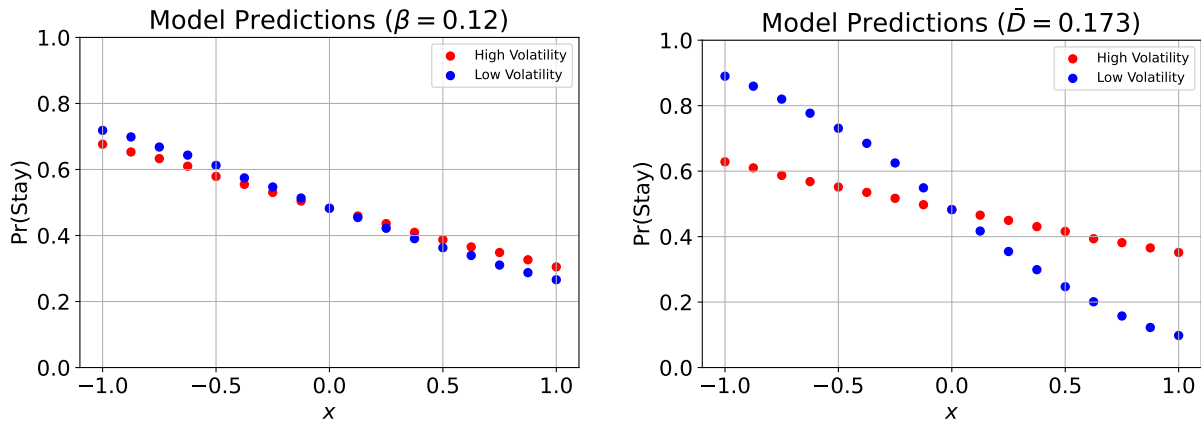 Model Predictions (β = 0.12)
1.0
0.8
0.6
0.4
0.2
0.0
Pr(Stay)
High Volatility
Low Volatility
−1.0 −0.5 0.0 0.5 1.0
x
Model Predictions (D̄ = 0.173)
1.0
0.8
0.6
0.4
0.2
0.0
Pr(Stay)
High Volatility
Low Volatility
−1.0 −0.5 0.0 0.5 1.0
x